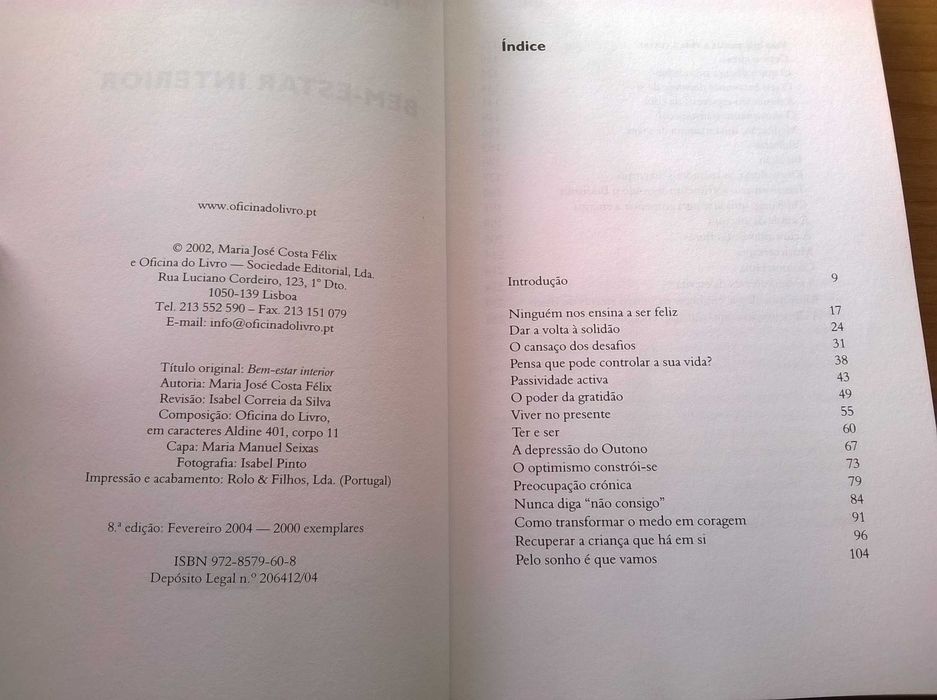 BEM-ESTAR INTERIOR
www.oficinadolivro.pt
© 2002, Maria José Costa Félix
e Oficina do Livro — Sociedade Editorial, Lda.
Rua Luciano Cordeiro, 123, 1º Dto.
1050-139 Lisboa
Tel. 213 552 590 – Fax. 213 151 079
E-mail: info@oficinadolivro.pt
Título original: Bem-estar interior
Autoria: Maria José Costa Félix
Revisão: Isabel Correia da Silva
Composição: Oficina do Livro,
em caracteres Aldine 401, corpo 11
Capa: Maria Manuel Seixas
Fotografia: Isabel Pinto
Impressão e acabamento: Rolo & Filhos, Lda. (Portugal)
8.ª edição: Fevereiro 2004 — 2000 exemplares
ISBN 972-8579-60-8
Depósito Legal n.º 206412/04
Índice
Introdução 9
Ninguém nos ensina a ser feliz 17
Dar a volta à solidão 24
O cansaço dos desafios 31
Pensa que pode controlar a sua vida? 38
Passividade activa 43
O poder da gratidão 49
Viver no presente 55
Ter e ser 60
A depressão do Outono 67
O optimismo constrói-se 73
Preocupação crónica 79
Nunca diga “não consigo” 84
Como transformar o medo em coragem 91
Recuperar a criança que há em si 96
Pelo sonho é que vamos 104